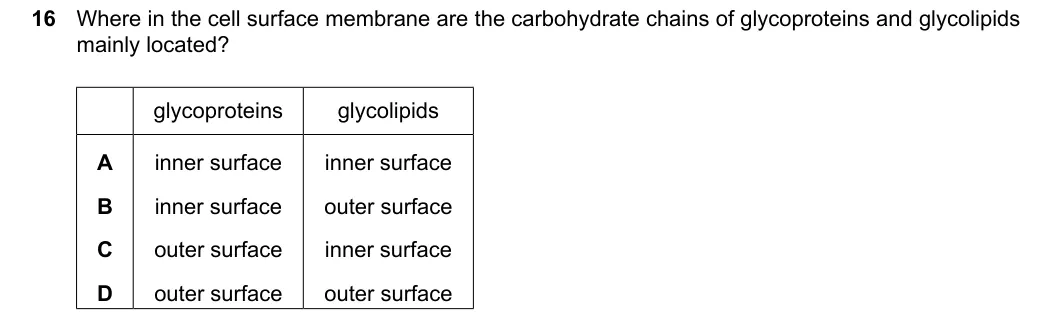 16 Where in the cell surface membrane are the carbohydrate chains of glycoproteins and glycolipids
mainly located?
glycoproteins glycolipids
A inner surface inner surface
B inner surface outer surface
C outer surface inner surface
D outer surface outer surface